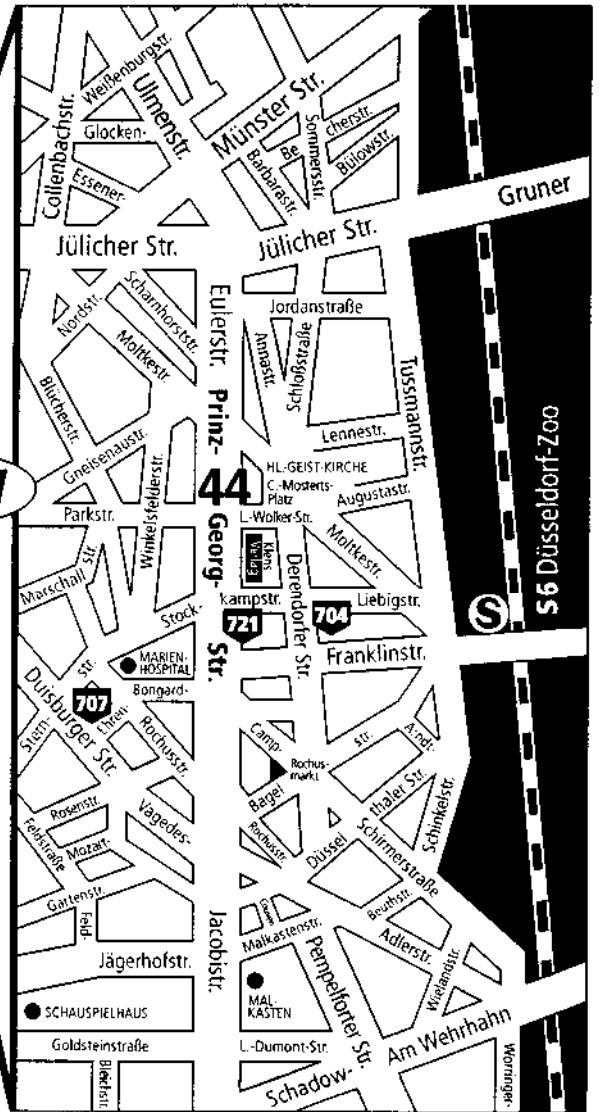 Weißenburgstr.
Ulmenstr.
Münster Str.
Collenbachstr.
Glocken-
Sommersstr.
Be
cherstr.
Barbarastr.
Bülowstr.
Essener-
Gruner
Jülicher Str.
Jülicher Str.
Scharnhorststr.
Nordstr.
Eulerstr.
Jordanstraße
Moltkestr.
Annastr.
Schloßstraße
Tussmannstr.
Blücherstr.
Prinz-
Lennestr.
Gneisenaustr.
HL.-GEIST-KIRCHE
Winkelsfelderstr.
44
C.-Mosterts-
Platz
Augustastr.
Parkstr.
Georg-
L.-Wolker-Str.
Moltkestr.
Klens
Verlag
Derendorfer Str.
S 6 Düsseldorf-Zoo
Marschall
str.
Stock-
kampstr.
Liebigstr.
S
721
704
Str.
Franklinstr.
MARIEN-
HOSPITAL
str.
Bongard-
Duisburger Str.
707
Ehren-
Rochusstr.
Stern-
Camp-
str.
Arndt-
Rochus-
markt
Bagel
thaler Str.
Schinkelstr.
Rosenstr.
Vagedes-
Feldstraße
Mozart-
Rochusstr.
Düssel
Schirmerstraße
Gartenstr.
Beuthstr.
Feld-
Jacobistr.
Malkastenstr.
Adlerstr.
Wielandstr.
Jägerhofstr.
Pempelforter Str.
MAL-
KASTEN
SCHAUSPIELHAUS
Am Wehrhahn
Goldsteinstraße
L.-Dumont-Str.
Bleichstr.
Schadow-
Worringer-